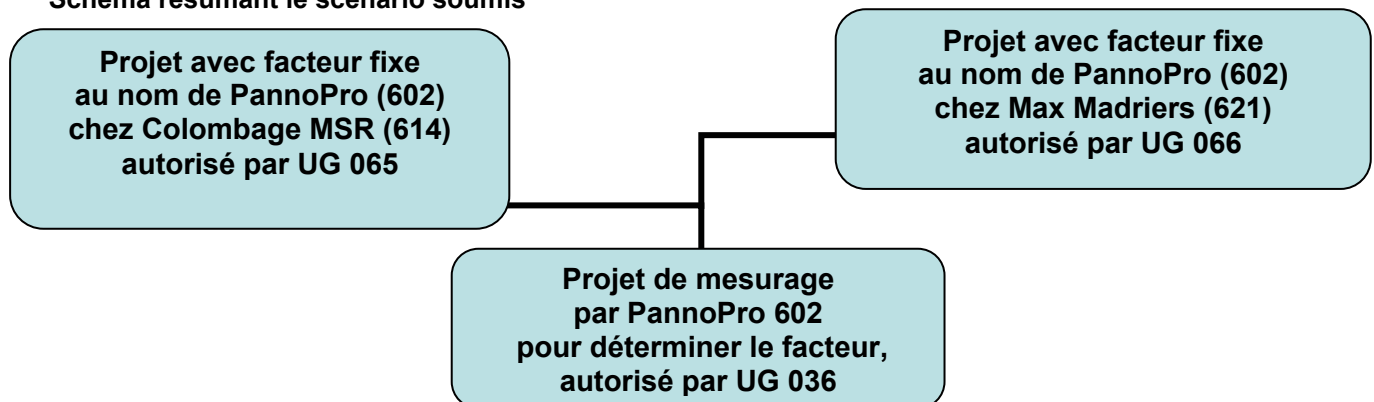 Schéma résumant le scénario soumis
Projet avec facteur fixe
au nom de PannoPro (602)
chez Colombage MSR (614)
autorisé par UG 065
Projet avec facteur fixe
au nom de PannoPro (602)
chez Max Madriers (621)
autorisé par UG 066
Projet de mesurage
par PannoPro 602
pour déterminer le facteur,
autorisé par UG 036